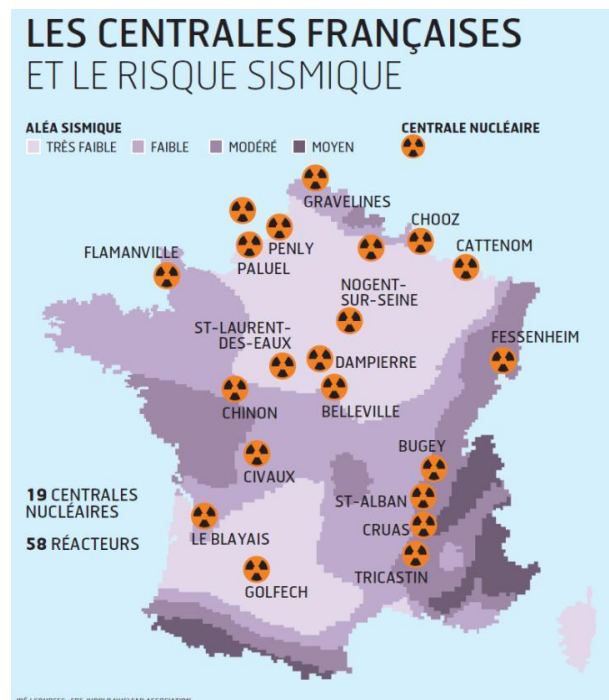 LES CENTRALES FRANÇAISES
ET LE RISQUE SISMIQUE
ALÉA SISMIQUE
TRÈS FAIBLE
FAIBLE
MODÉRÉ
MOYEN
CENTRALE NUCLÉAIRE
GRAVELINES
CHOOZ
PENLY
CATTENOM
FLAMANVILLE
PALUEL
NOGENT-
SUR-SEINE
ST-LAURENT-
DES-EAUX
FESSENHEIM
DAMPIERRE
CHINON
BELLEVILLE
BUGEY
CIVAUX
19 CENTRALES
NUCLÉAIRES
ST-ALBAN
CRUAS
58 RÉACTEURS
LE BLAYAIS
TRICASTIN
GOLFECH